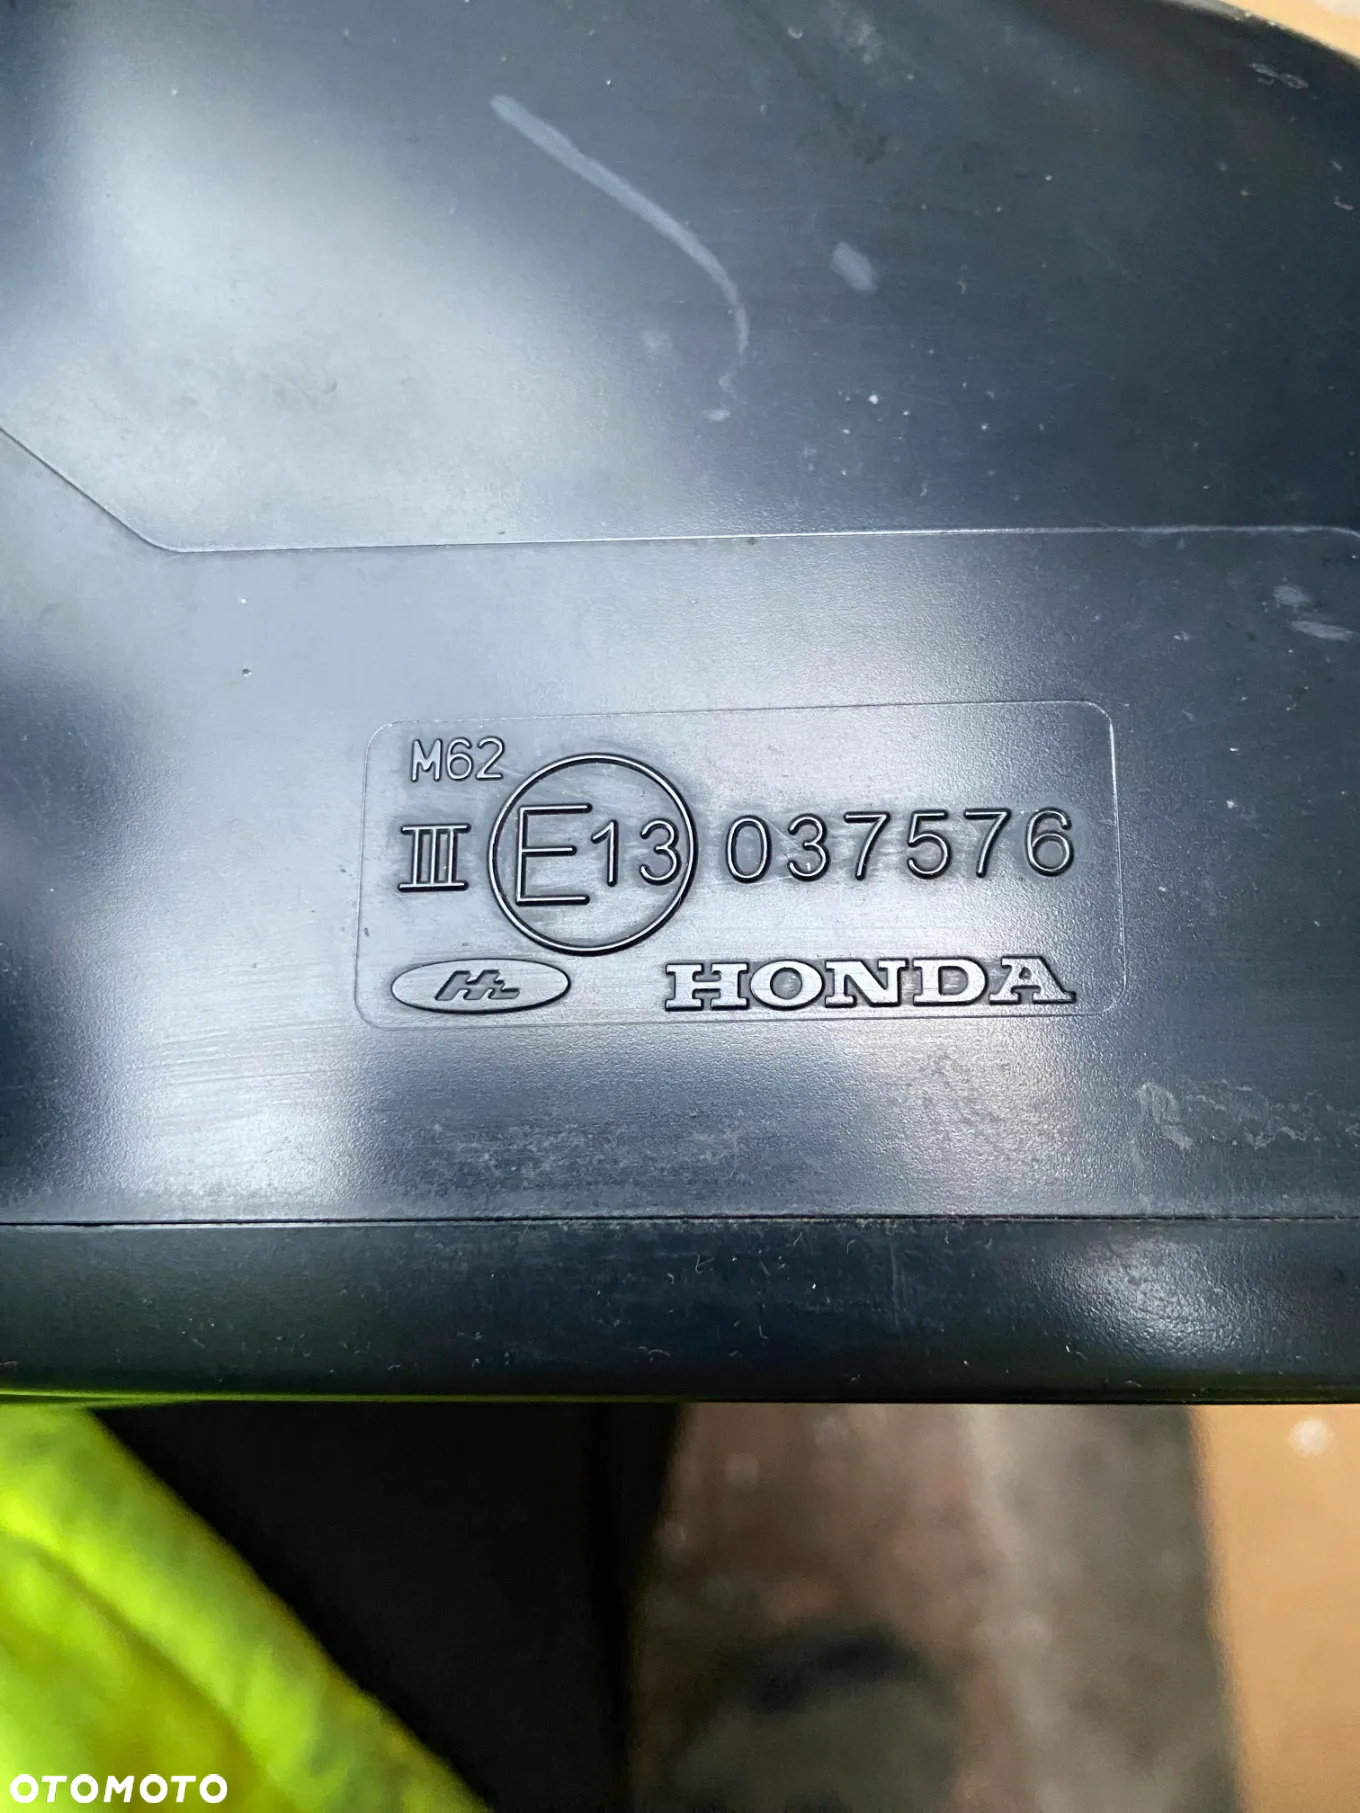 M62
III E13 037576
HONDA
OTOMOTO